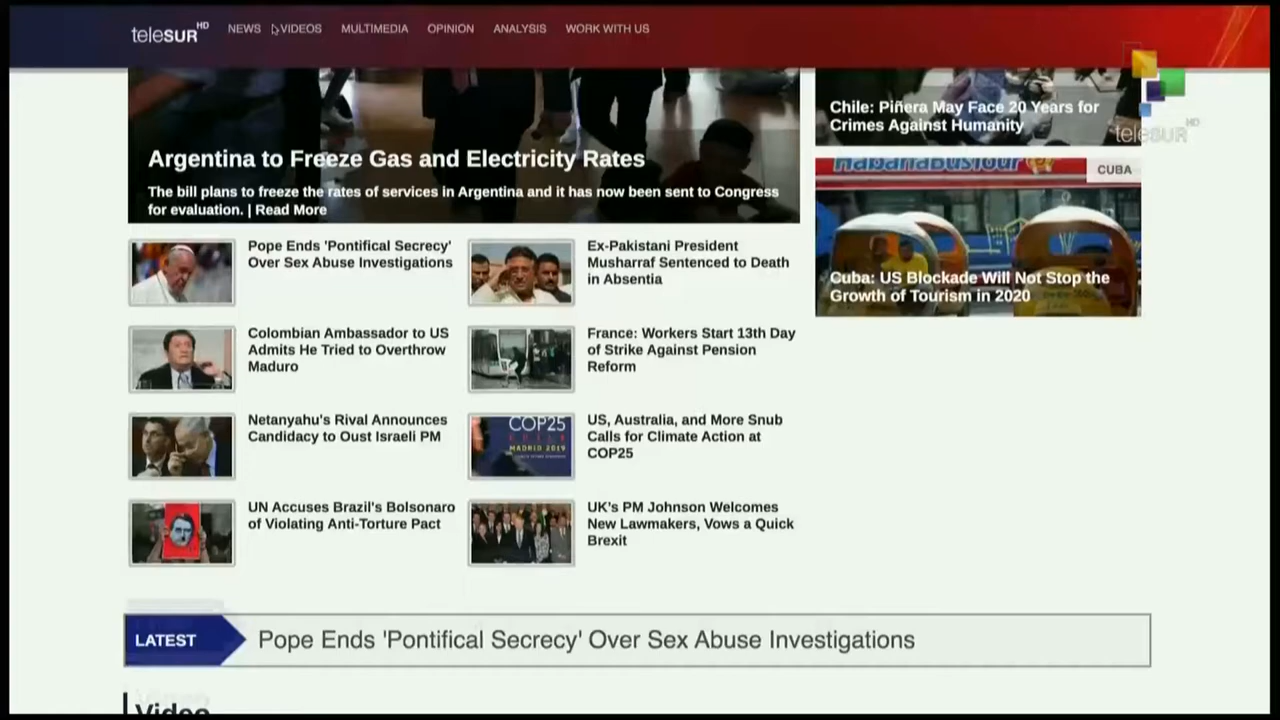 teleSUR HD
NEWS VIDEOS MULTIMEDIA OPINION ANALYSIS WORK WITH US
Argentina to Freeze Gas and Electricity Rates
The bill plans to freeze the rates of services in Argentina and it has now been sent to Congress
for evaluation. | Read More
Chile: Piñera May Face 20 Years for
Crimes Against Humanity
teleSUR HD
HabanaBusTour
CUBA
Cuba: US Blockade Will Not Stop the
Growth of Tourism in 2020
Pope Ends 'Pontifical Secrecy'
Over Sex Abuse Investigations
Ex-Pakistani President
Musharraf Sentenced to Death
in Absentia
Colombian Ambassador to US
Admits He Tried to Overthrow
Maduro
France: Workers Start 13th Day
of Strike Against Pension
Reform
Netanyahu's Rival Announces
Candidacy to Oust Israeli PM
COP25
CHILE
MADRID 2019
US, Australia, and More Snub
Calls for Climate Action at
COP25
UN Accuses Brazil's Bolsonaro
of Violating Anti-Torture Pact
UK's PM Johnson Welcomes
New Lawmakers, Vows a Quick
Brexit
LATEST
Pope Ends 'Pontifical Secrecy' Over Sex Abuse Investigations
Video